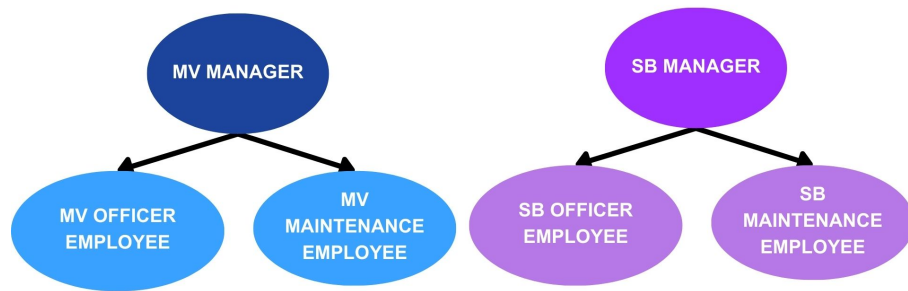 MV MANAGER
SB MANAGER
MV OFFICER
EMPLOYEE
MV
MAINTENANCE
EMPLOYEE
SB OFFICER
EMPLOYEE
SB
MAINTENANCE
EMPLOYEE